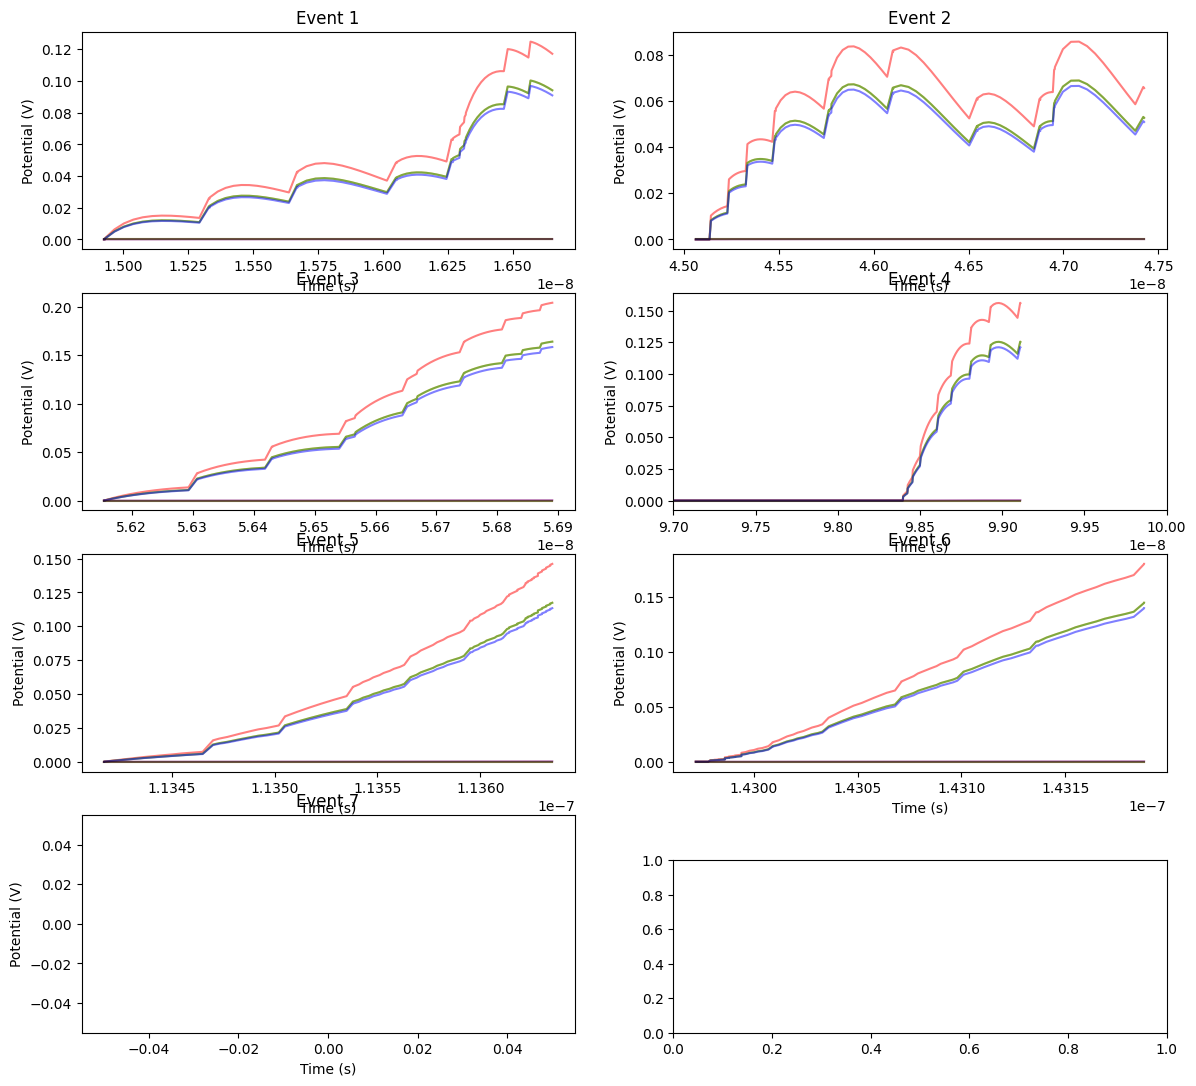 Event 1
Potential (V)
0.12
0.10
0.08
0.06
0.04
0.02
0.00
1.500 1.525 1.550 1.575 1.600 1.625 1.650
1e−8
Time (s)
Event 2
Potential (V)
0.08
0.06
0.04
0.02
0.00
4.50 4.55 4.60 4.65 4.70 4.75
1e−8
Time (s)
Event 3
Potential (V)
0.20
0.15
0.10
0.05
0.00
5.62 5.63 5.64 5.65 5.66 5.67 5.68 5.69
1e−8
Time (s)
Event 4
Potential (V)
0.150
0.125
0.100
0.075
0.050
0.025
0.000
9.70 9.75 9.80 9.85 9.90 9.95 10.00
1e−8
Time (s)
Event 5
Potential (V)
0.150
0.125
0.100
0.075
0.050
0.025
0.000
1.1345 1.1350 1.1355 1.1360
1e−7
Time (s)
Event 6
Potential (V)
0.15
0.10
0.05
0.00
1.4300 1.4305 1.4310 1.4315
1e−7
Time (s)
Event 7
Potential (V)
0.04
0.02
0.00
−0.02
−0.04
−0.04 −0.02 0.00 0.02 0.04
Time (s)
1.0
0.8
0.6
0.4
0.2
0.0
0.0 0.2 0.4 0.6 0.8 1.0